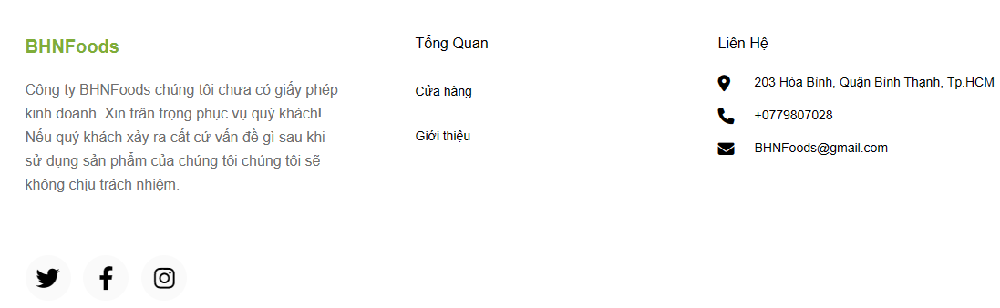 BHNFoods
Công ty BHNFoods chúng tôi chưa có giấy phép
kinh doanh. Xin trân trọng phục vụ quý khách!
Nếu quý khách xảy ra cất cứ vấn đề gì sau khi
sử dụng sản phẩm của chúng tôi chúng tôi sẽ
không chịu trách nhiệm.
Tổng Quan
Cửa hàng
Giới thiệu
Liên Hệ
203 Hòa Bình, Quận Bình Thạnh, Tp.HCM
+0779807028
BHNFoods@gmail.com